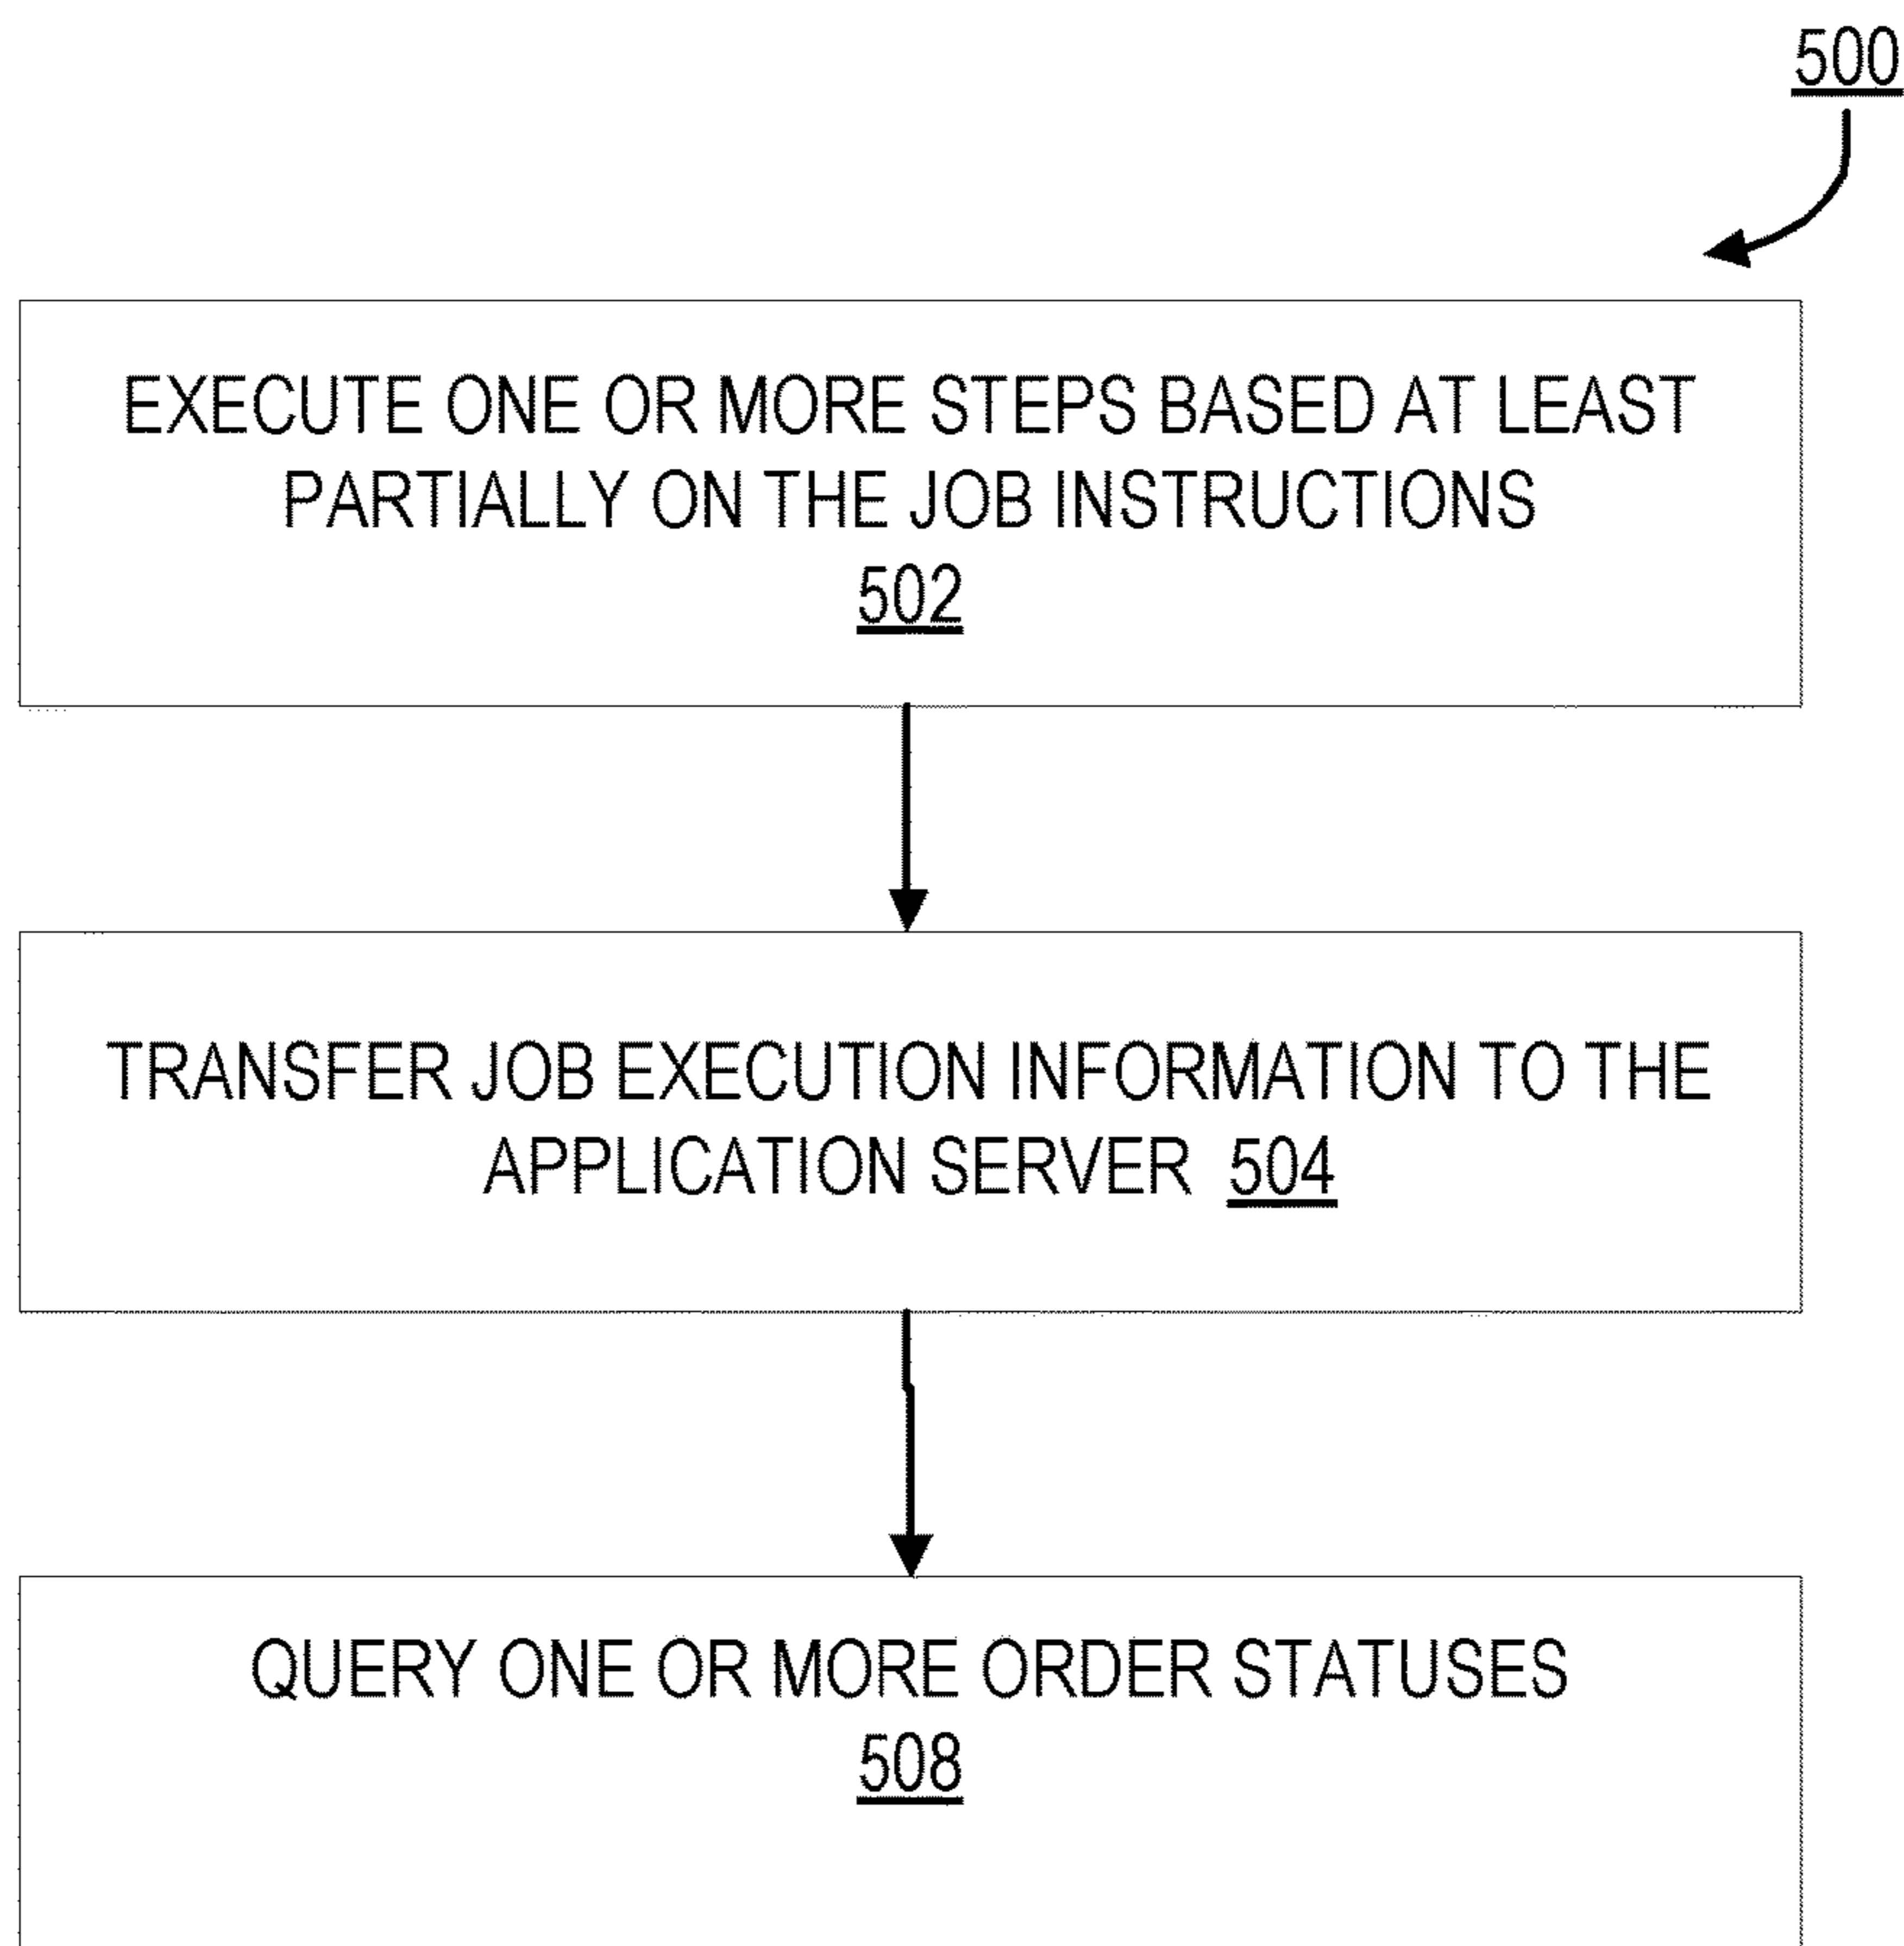 500
EXECUTE ONE OR MORE STEPS BASED AT LEAST
PARTIALLY ON THE JOB INSTRUCTIONS
502
TRANSFER JOB EXECUTION INFORMATION TO THE
APPLICATION SERVER 504
QUERY ONE OR MORE ORDER STATUSES
508